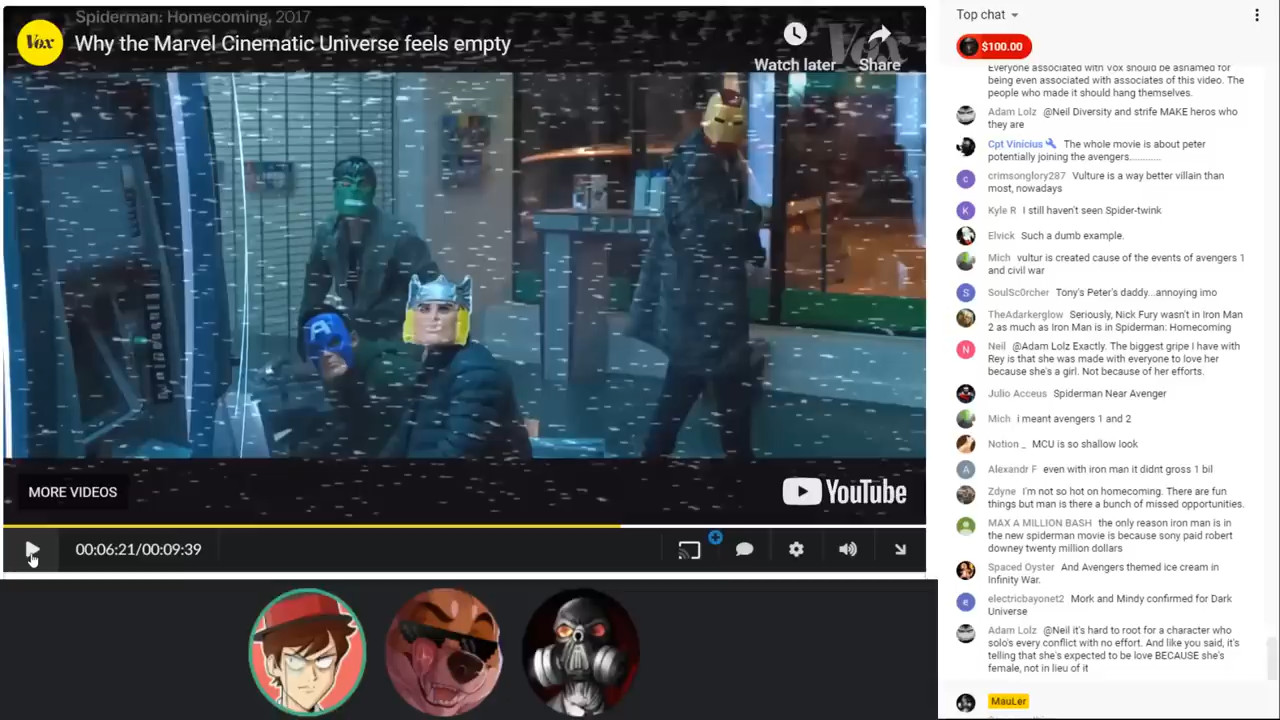 Spiderman: Homecoming, 2017
Vox
Why the Marvel Cinematic Universe feels empty
Vox
Watch later
Share
MORE VIDEOS
YouTube
00:06:21/00:09:39
Top chat
$100.00
Everyone associated with Vox should be ashamed for
being even associated with associates of this video. The
people who made it should hang themselves.
Adam Lolz @Neil Diversity and strife MAKE heros who
they are
Cpt Vinicius The whole movie is about peter
potentially joining the avengers............
crimsonglory287 Vulture is a way better villain than
most, nowadays
Kyle R I still haven't seen Spider-twink
Elvick Such a dumb example.
Mich vultur is created cause of the events of avengers 1
and civil war
SoulSc0rcher Tony's Peter's daddy...annoying imo
TheAdarkerglow Seriously, Nick Fury wasn't in Iron Man
2 as much as Iron Man is in Spiderman: Homecoming
Neil @Adam Lolz Exactly. The biggest gripe I have with
Rey is that she was made with everyone to love her
because she's a girl. Not because of her efforts.
Julio Acceus Spiderman Near Avenger
Mich i meant avengers 1 and 2
Notion _ MCU is so shallow look
Alexandr F even with iron man it didnt gross 1 bil
Zdyne I'm not so hot on homecoming. There are fun
things but man is there a bunch of missed opportunities.
MAX A MILLION BASH the only reason iron man is in
the new spiderman movie is because sony paid robert
downey twenty million dollars
Spaced Oyster And Avengers themed ice cream in
Infinity War.
electricbayonet2 Mork and Mindy confirmed for Dark
Universe
Adam Lolz @Neil it's hard to root for a character who
solo's every conflict with no effort. And like you said, it's
telling that she's expected to be love BECAUSE she's
female, not in lieu of it
MauLer